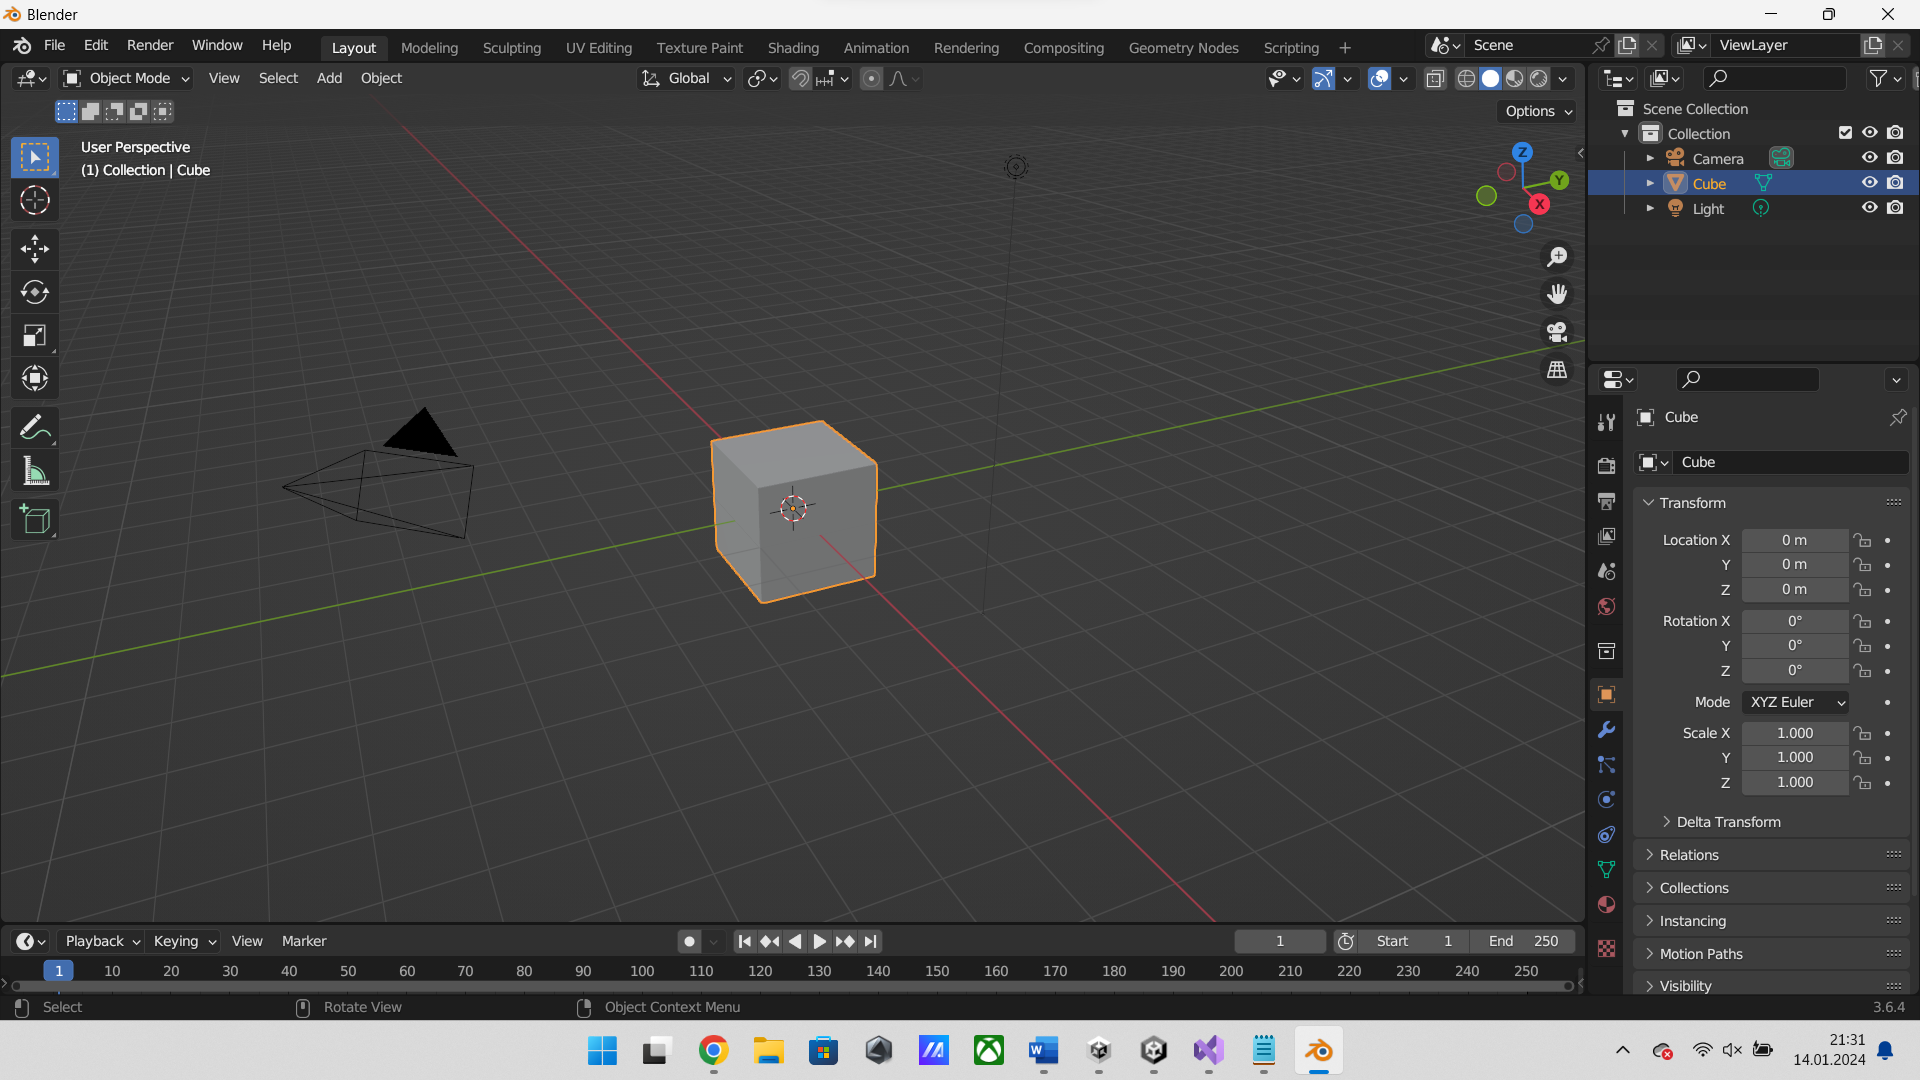 Blender
File Edit Render Window Help Layout Modeling Sculpting UV Editing Texture Paint Shading Animation Rendering Compositing Geometry Nodes Scripting + Scene ViewLayer
Object Mode View Select Add Object Global
Options
User Perspective
(1) Collection | Cube
Z
Y
X
Scene Collection
Collection
Camera
Cube
Light
Cube
Cube
Transform
Location X 0 m
Y 0 m
Z 0 m
Rotation X 0°
Y 0°
Z 0°
Mode XYZ Euler
Scale X 1.000
Y 1.000
Z 1.000
Delta Transform
Relations
Collections
Instancing
Motion Paths
Visibility
Playback Keying View Marker 1 Start 1 End 250
1 10 20 30 40 50 60 70 80 90 100 110 120 130 140 150 160 170 180 190 200 210 220 230 240 250
Select Rotate View Object Context Menu 3.6.4
W
21:31
14.01.2024